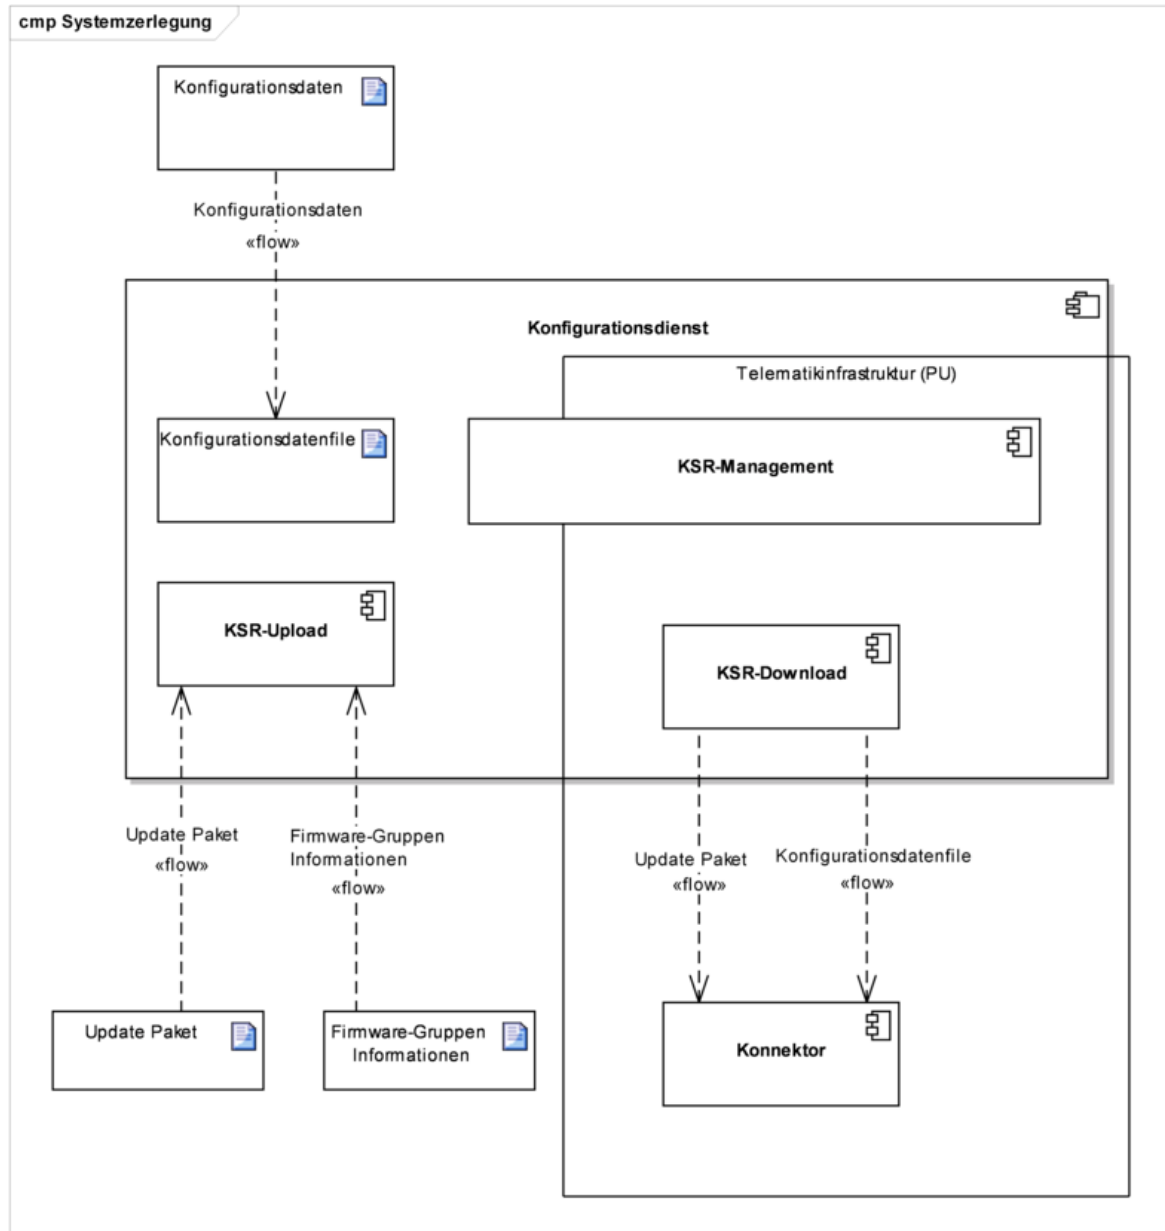 cmp Systemzerlegung
Konfigurationsdaten
Konfigurationsdaten
«flow»
Konfigurationsdienst
Telematikinfrastruktur (PU)
Konfigurationsdatenfile
KSR-Management
KSR-Upload
KSR-Download
Update Paket
«flow»
Firmware-Gruppen
Informationen
«flow»
Update Paket
«flow»
Konfigurationsdatenfile
«flow»
Update Paket
Firmware-Gruppen
Informationen
Konnektor